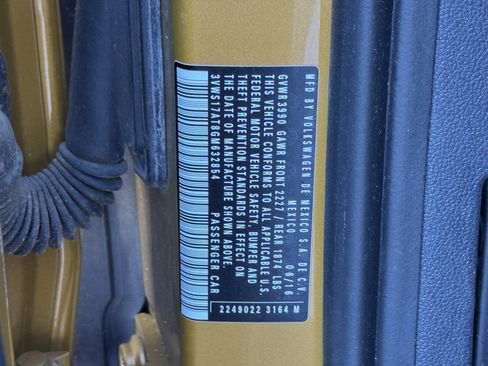 MFD BY VOLKSWAGEN DE MEXICO S.A. DE C.V.
MEXICO 06/16
GVWR3990 GAWR FRONT 2227 / REAR 1874 LBS
THIS VEHICLE CONFORMS TO ALL APPLICABLE U.S.
FEDERAL MOTOR VEHICLE SAFETY, BUMPER AND
THEFT PREVENTION STANDARDS IN EFFECT ON
THE DATE OF MANUFACTURE SHOWN ABOVE.
3VWS17AT8GM632854 PASSENGER CAR
2249022 3164 M